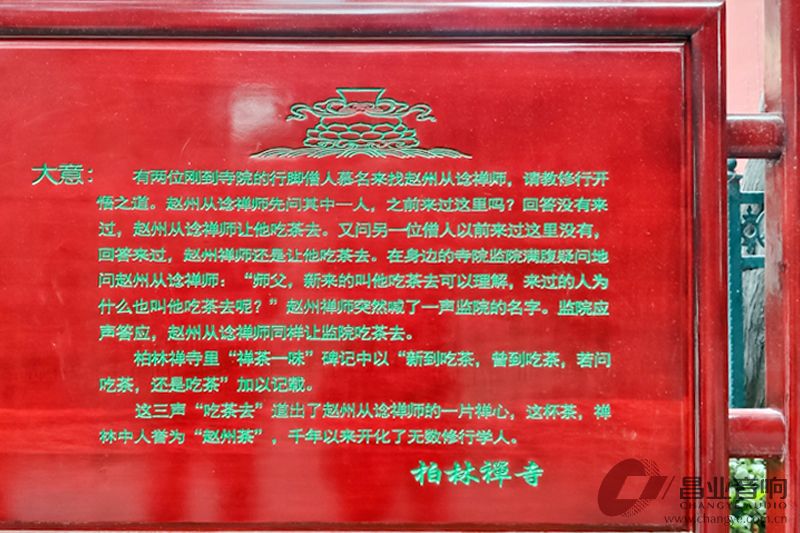 大意： 有两位刚到寺院的行脚僧人慕名来找赵州从谂禅师，请教修行开
悟之道。赵州从谂禅师先问其中一人，之前来过这里吗？回答没有来
过，赵州从谂禅师让他吃茶去。又问另一位僧人以前来过这里没有，
回答来过，赵州禅师还是让他吃茶去。在身边的寺院监院满腹疑问地
问赵州从谂禅师：“师父，新来的叫他吃茶去可以理解，来过的人为
什么也叫他吃茶去呢？”赵州禅师突然喊了一声监院的名字。监院应
声答应，赵州从谂禅师同样让监院吃茶去。
柏林禅寺里“禅茶一味”碑记中以“新到吃茶，曾到吃茶，若问
吃茶，还是吃茶”加以记载。
这三声“吃茶去”道出了赵州从谂禅师的一片禅心，这杯茶，禅
林中人誉为“赵州茶”，千年以来开化了无数修行学人。
柏林禅寺
昌业音响
CHANGYE AUDIO
www.changye.com.cn